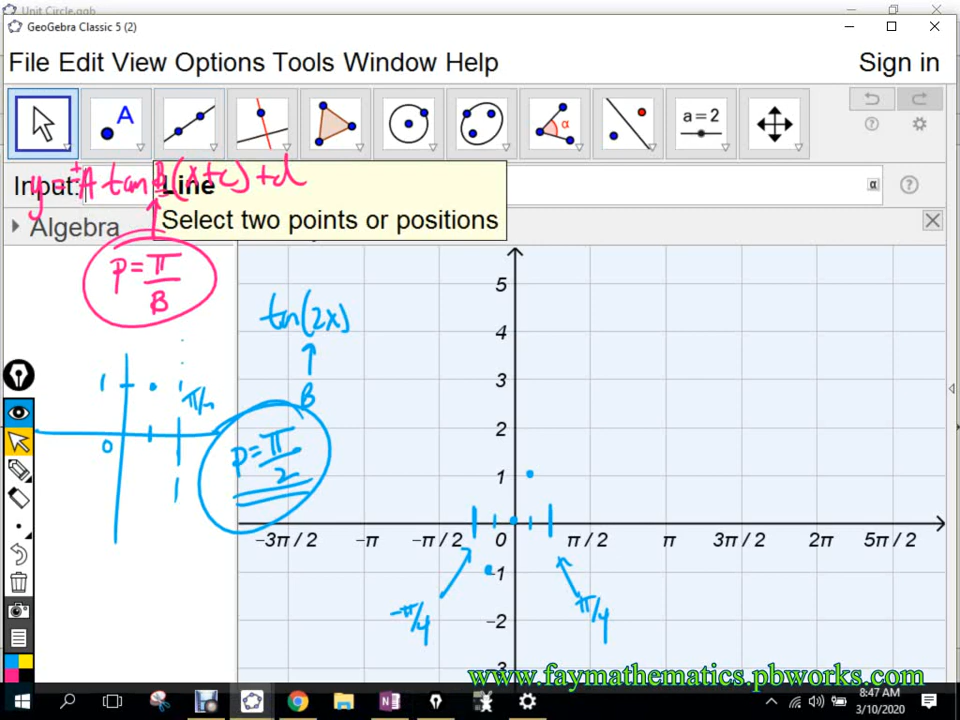 Unit Circle.ggb
GeoGebra Classic 5 (2)
File Edit View Options Tools Window Help
Sign in
A
α
a = 2
Input:
y = ±A tan B(x+c) + d
Line
Select two points or positions
α
Algebra
P = π/B
tan(2x)
B
P = π/2
1
0
5
4
3
2
1
0
−1
−2
−3
−3π / 2
−π
−π / 2
π / 2
π
3π / 2
2π
5π / 2
−π/4
π/4
www.faymathematics.pbworks.com
8:47 AM
3/10/2020